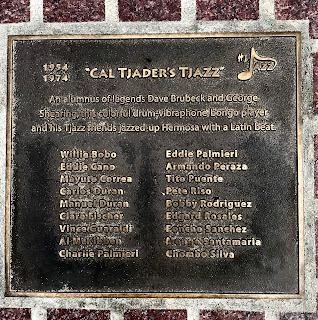 1954
1974
"CAL TJADER'S TJAZZ"
#1
JAZZ
An alumnus of legends Dave Brubeck and George
Shearing, this colorful drum-vibraphone/Bongo player
and his Tjazz friends jazzed up Hermosa with a Latin beat.
Willie Bobo
Eddie Cano
Mayuto Correa
Carlos Duran
Manuel Duran
Clare Fischer
Vince Guaraldi
Al McKibbon
Charlie Palmieri
Eddie Palmieri
Armando Peraza
Tito Puente
Pete Riso
Bobby Rodriguez
Edgard Rosales
Poncho Sanchez
Santamaria
Chombo Silva